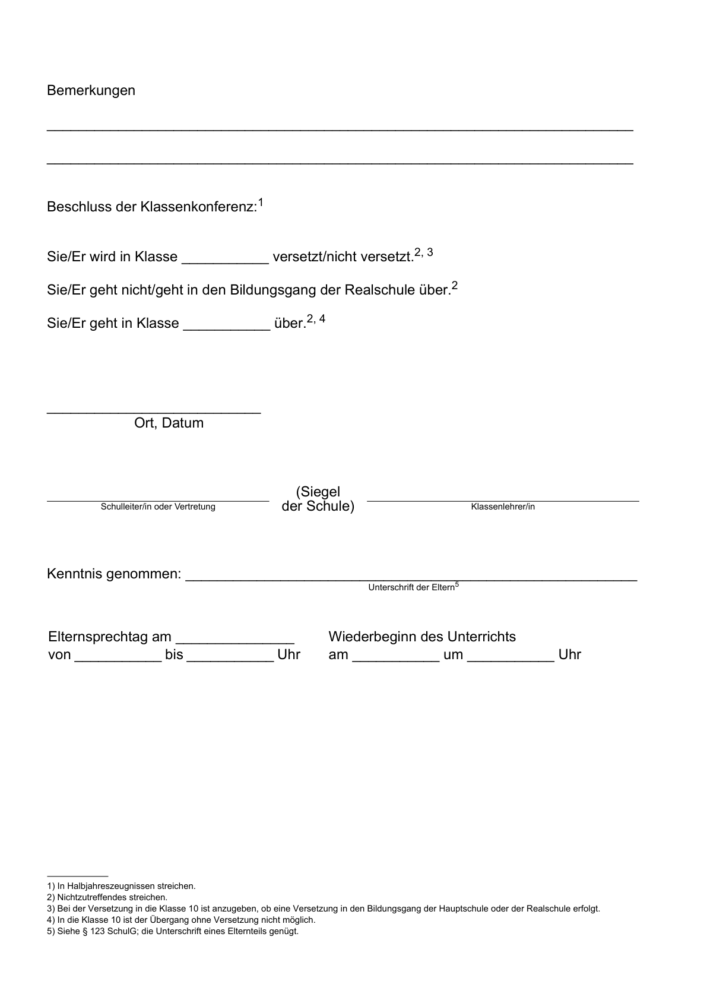 Bemerkungen
__________________________________________________________________________
__________________________________________________________________________
Beschluss der Klassenkonferenz:1
Sie/Er wird in Klasse ___________ versetzt/nicht versetzt.2, 3
Sie/Er geht nicht/geht in den Bildungsgang der Realschule über.2
Sie/Er geht in Klasse ___________ über.2, 4
___________________________
Ort, Datum
(Siegel
der Schule)
Schulleiter/in oder Vertretung
Klassenlehrer/in
Kenntnis genommen: _________________________________________________________
Unterschrift der Eltern5
Elternsprechtag am _______________
von ___________ bis ___________ Uhr
Wiederbeginn des Unterrichts
am ___________ um ___________ Uhr
1) In Halbjahreszeugnissen streichen.
2) Nichtzutreffendes streichen.
3) Bei der Versetzung in die Klasse 10 ist anzugeben, ob eine Versetzung in den Bildungsgang der Hauptschule oder der Realschule erfolgt.
4) In die Klasse 10 ist der Übergang ohne Versetzung nicht möglich.
5) Siehe § 123 SchulG; die Unterschrift eines Elternteils genügt.